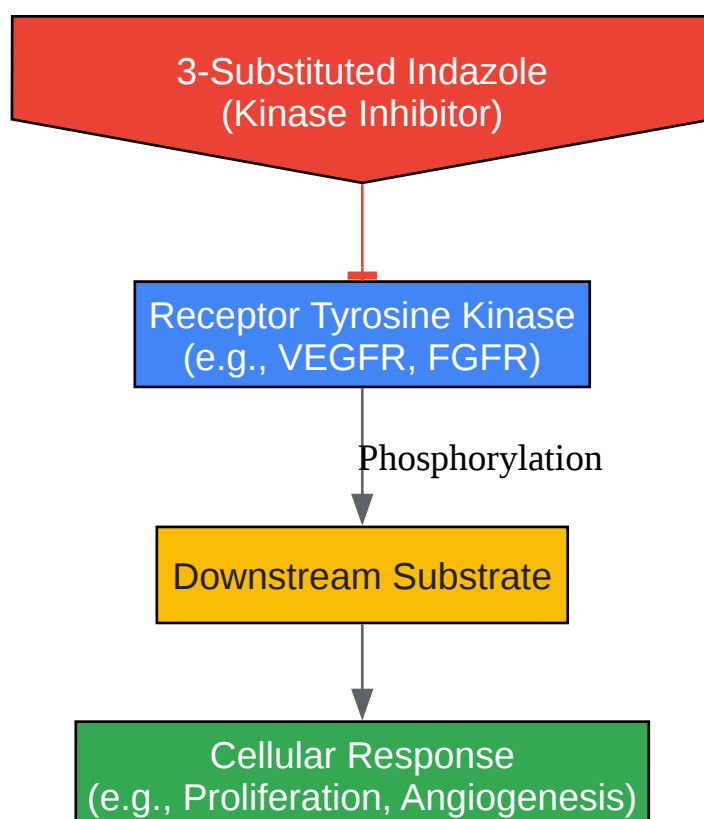 3-Substituted Indazole
(Kinase Inhibitor)
Receptor Tyrosine Kinase
(e.g., VEGFR, FGFR)
Phosphorylation
Downstream Substrate
Cellular Response
(e.g., Proliferation, Angiogenesis)